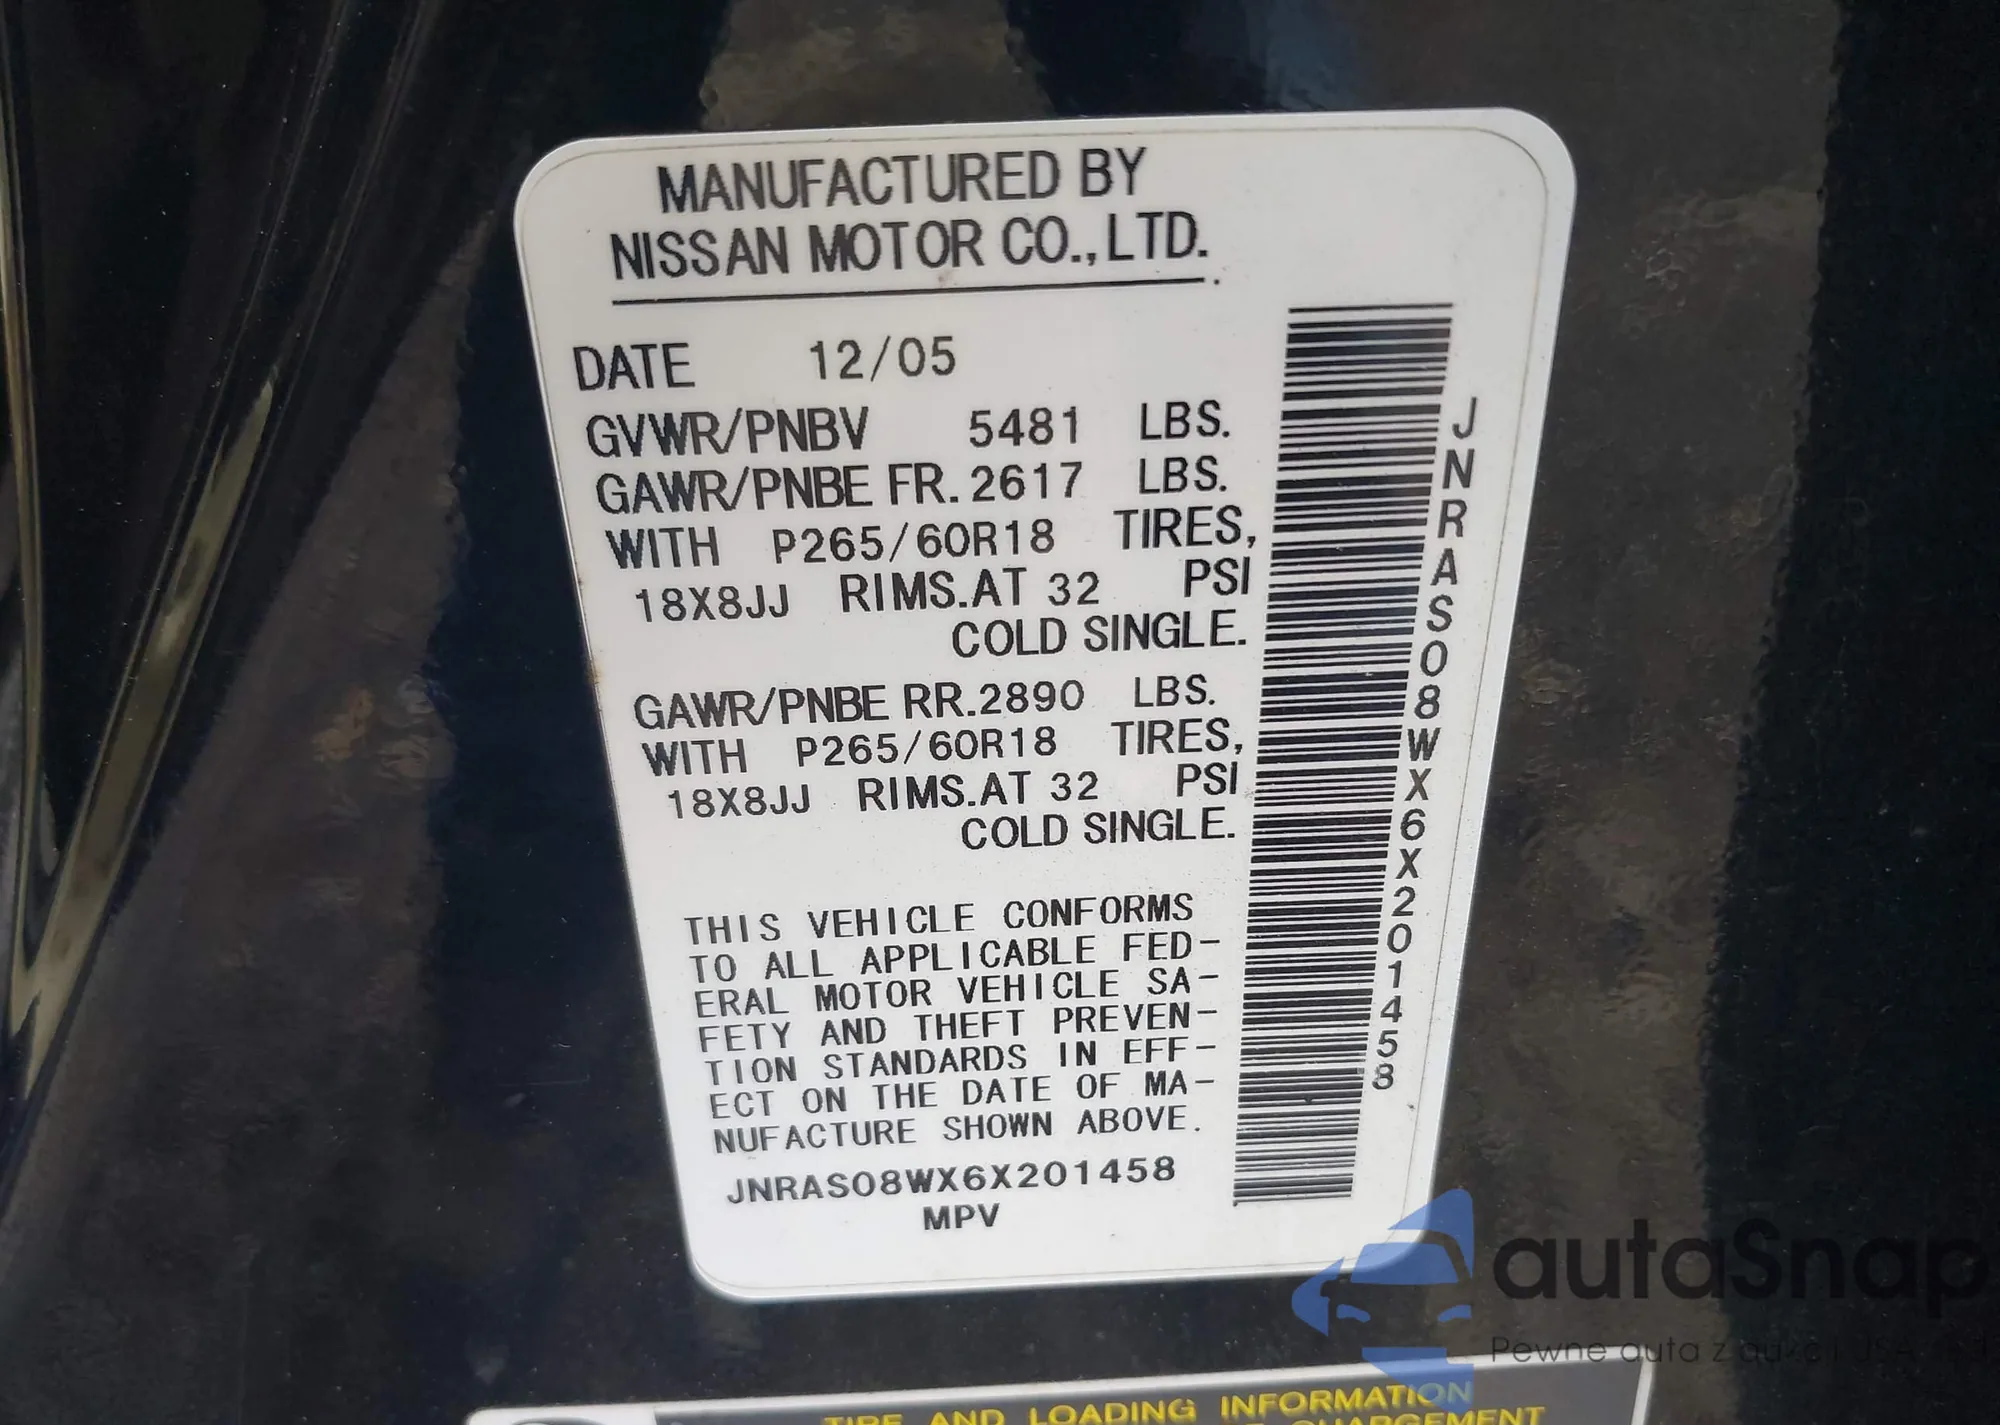 MANUFACTURED BY
NISSAN MOTOR CO.,LTD.
DATE 12/05
GVWR/PNBV 5481 LBS.
GAWR/PNBE FR. 2617 LBS.
WITH P265/60R18 TIRES,
18X8JJ RIMS.AT 32 PSI
COLD SINGLE.
GAWR/PNBE RR. 2890 LBS.
WITH P265/60R18 TIRES,
18X8JJ RIMS.AT 32 PSI
COLD SINGLE.
THIS VEHICLE CONFORMS
TO ALL APPLICABLE FED-
ERAL MOTOR VEHICLE SA-
FETY AND THEFT PREVEN-
TION STANDARDS IN EFF-
ECT ON THE DATE OF MA-
NUFACTURE SHOWN ABOVE.
JNRAS08WX6X201458
MPV
JNRAS08WX6X201458
autaSnap
Pewne auta z
TIRE AND LOADING INFORMATION
CHARGEMENT